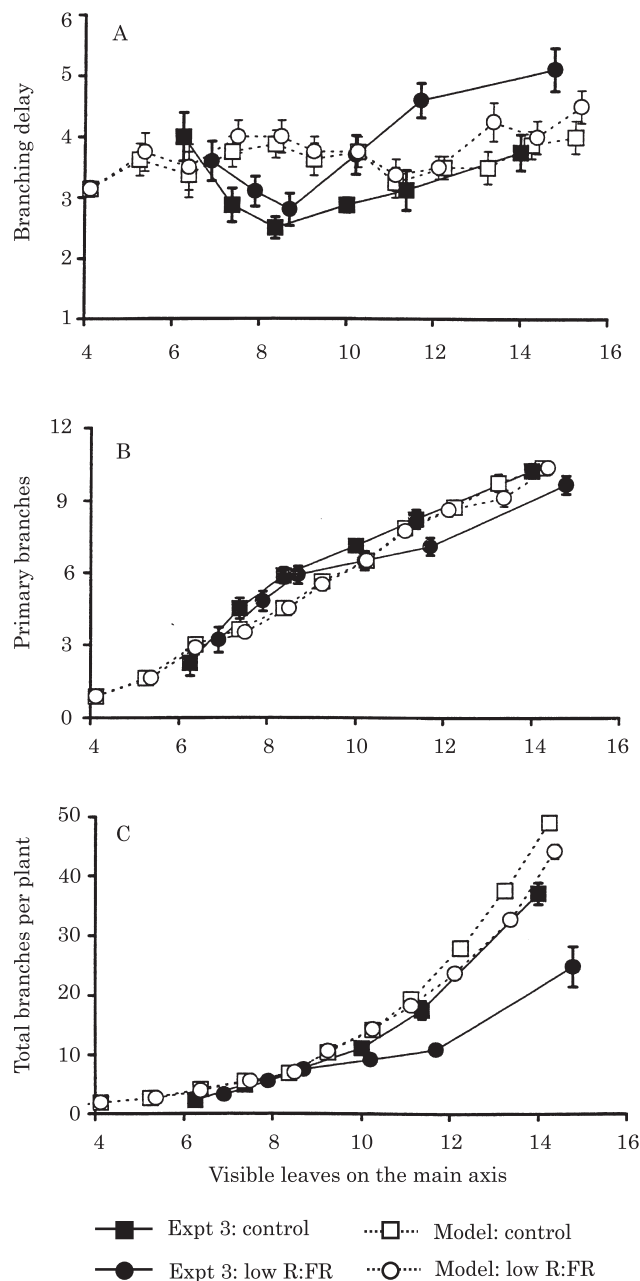 A
Branching delay
6
5
4
3
2
1
4 6 8 10 12 14 16
B
Primary branches
12
9
6
3
0
4 6 8 10 12 14 16
C
Total branches per plant
50
40
30
20
10
0
4 6 8 10 12 14 16
Visible leaves on the main axis
Expt 3: control Model: control
Expt 3: low R:FR Model: low R:FR